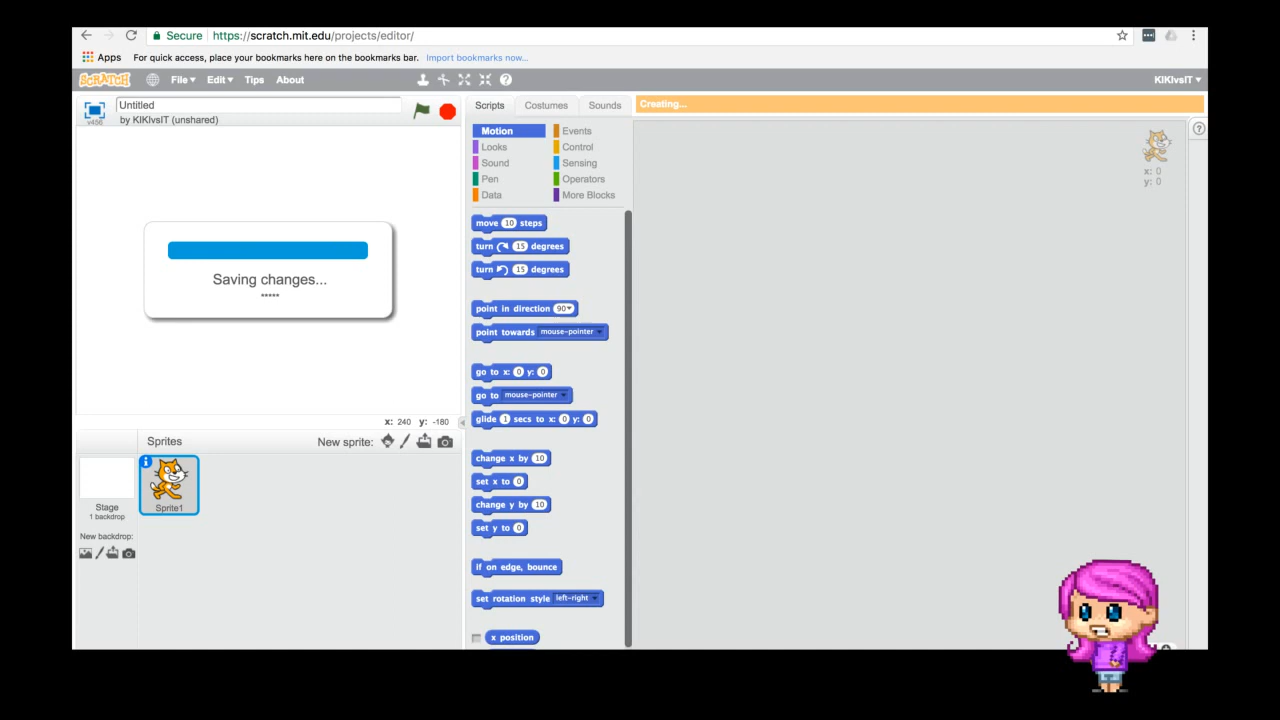 Secure https://scratch.mit.edu/projects/editor/
Apps For quick access, place your bookmarks here on the bookmarks bar. Import bookmarks now...
SCRATCH File Edit Tips About KIKIvsIT
Untitled
by KIKIvsIT (unshared)
v456
Scripts Costumes Sounds
Creating...
Motion Events
Looks Control
Sound Sensing
Pen Operators
Data More Blocks
x: 0
y: 0
Saving changes...
*****
move 10 steps
turn 15 degrees
turn 15 degrees
point in direction 90
point towards mouse-pointer
go to x: 0 y: 0
go to mouse-pointer
glide 1 secs to x: 0 y: 0
change x by 10
set x to 0
change y by 10
set y to 0
if on edge, bounce
set rotation style left-right
x position
x: 240 y: -180
Sprites New sprite:
Sprite1
Stage
1 backdrop
New backdrop: